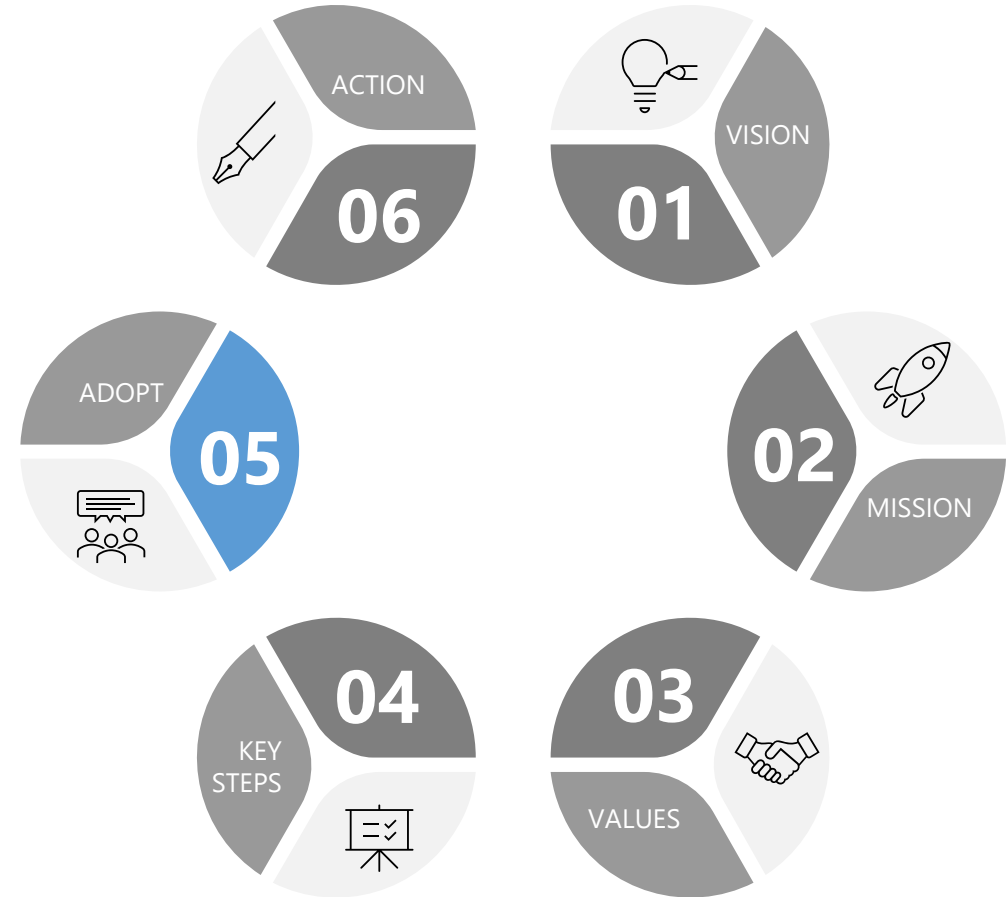 01
VISION
02
MISSION
03
VALUES
04
KEY
STEPS
05
ADOPT
06
ACTION